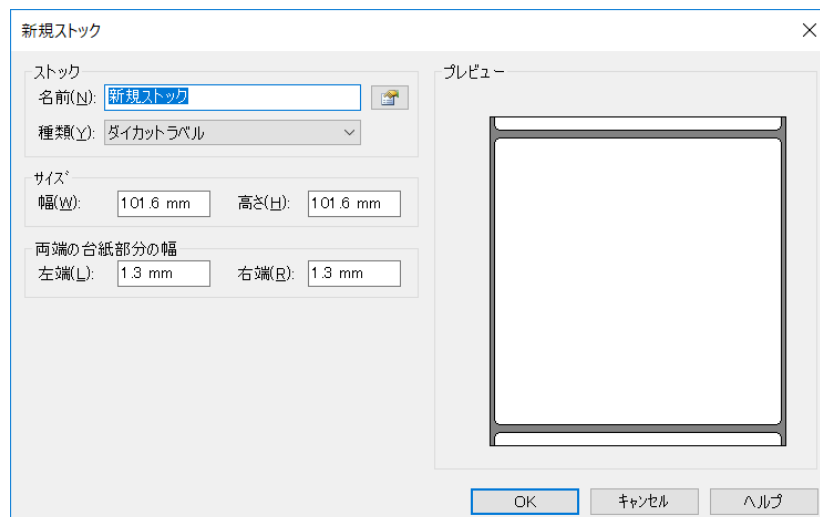 新規ストック
ストック
名前(N): 新規ストック
種類(Y): ダイカットラベル
サイズ
幅(W): 101.6 mm 高さ(H): 101.6 mm
両端の台紙部分の幅
左端(L): 1.3 mm 右端(R): 1.3 mm
プレビュー
OK キャンセル ヘルプ